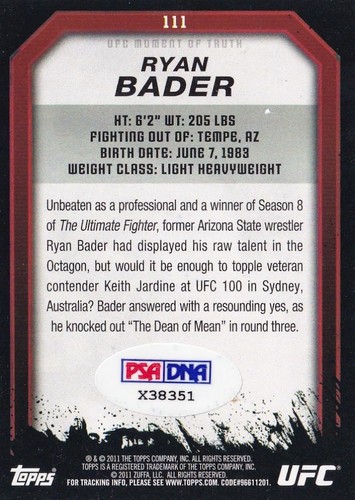 111
UFC MOMENT OF TRUTH
RYAN
BADER
HT: 6'2" WT: 205 LBS
FIGHTING OUT OF: TEMPE, AZ
BIRTH DATE: JUNE 7, 1983
WEIGHT CLASS: LIGHT HEAVYWEIGHT
Unbeaten as a professional and a winner of Season 8
of The Ultimate Fighter, former Arizona State wrestler
Ryan Bader had displayed his raw talent in the
Octagon, but would it be enough to topple veteran
contender Keith Jardine at UFC 100 in Sydney,
Australia? Bader answered with a resounding yes, as
he knocked out “The Dean of Mean” in round three.
PSA DNA
X38351
® & © 2011 THE TOPPS COMPANY, INC. ALL RIGHTS RESERVED.
TOPPS IS A REGISTERED TRADEMARK OF THE TOPPS COMPANY, INC.
© 2011 ZUFFA, LLC. ALL RIGHTS RESERVED.
FOR TRACKING INFO, PLEASE SEE WWW.TOPPS.COM. CODE#96611201.
Topps
UFC